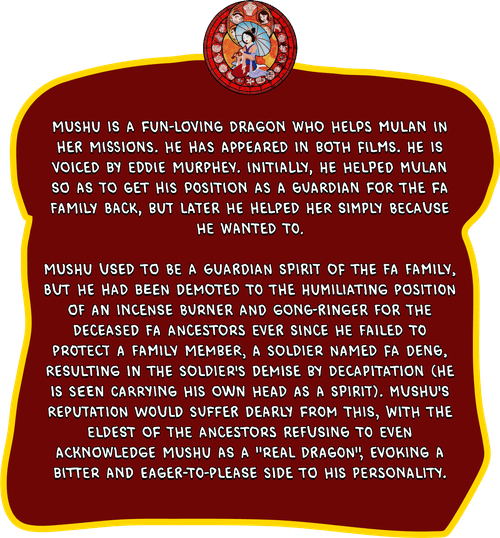 MUSHU IS A FUN-LOVING DRAGON WHO HELPS MULAN IN
HER MISSIONS. HE HAS APPEARED IN BOTH FILMS. HE IS
VOICED BY EDDIE MURPHEY. INITIALLY, HE HELPED MULAN
SO AS TO GET HIS POSITION AS A GUARDIAN FOR THE FA
FAMILY BACK, BUT LATER HE HELPED HER SIMPLY BECAUSE
HE WANTED TO.
MUSHU USED TO BE A GUARDIAN SPIRIT OF THE FA FAMILY,
BUT HE HAD BEEN DEMOTED TO THE HUMILIATING POSITION
OF AN INCENSE BURNER AND GONG-RINGER FOR THE
DECEASED FA ANCESTORS EVER SINCE HE FAILED TO
PROTECT A FAMILY MEMBER, A SOLDIER NAMED FA DENG,
RESULTING IN THE SOLDIER'S DEMISE BY DECAPITATION (HE
IS SEEN CARRYING HIS OWN HEAD AS A SPIRIT). MUSHU'S
REPUTATION WOULD SUFFER DEARLY FROM THIS, WITH THE
ELDEST OF THE ANCESTORS REFUSING TO EVEN
ACKNOWLEDGE MUSHU AS A "REAL DRAGON", EVOKING A
BITTER AND EAGER-TO-PLEASE SIDE TO HIS PERSONALITY.